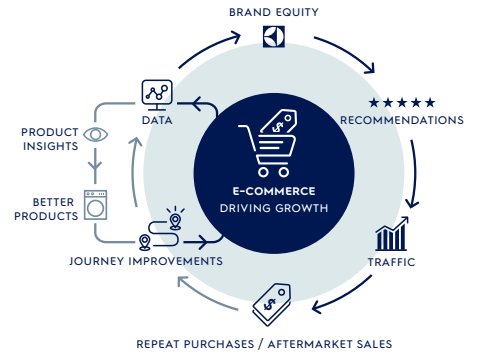 BRAND EQUITY
RECOMMENDATIONS
DATA
PRODUCT
INSIGHTS
E-COMMERCE
DRIVING GROWTH
BETTER
PRODUCTS
JOURNEY IMPROVEMENTS
TRAFFIC
REPEAT PURCHASES / AFTERMARKET SALES